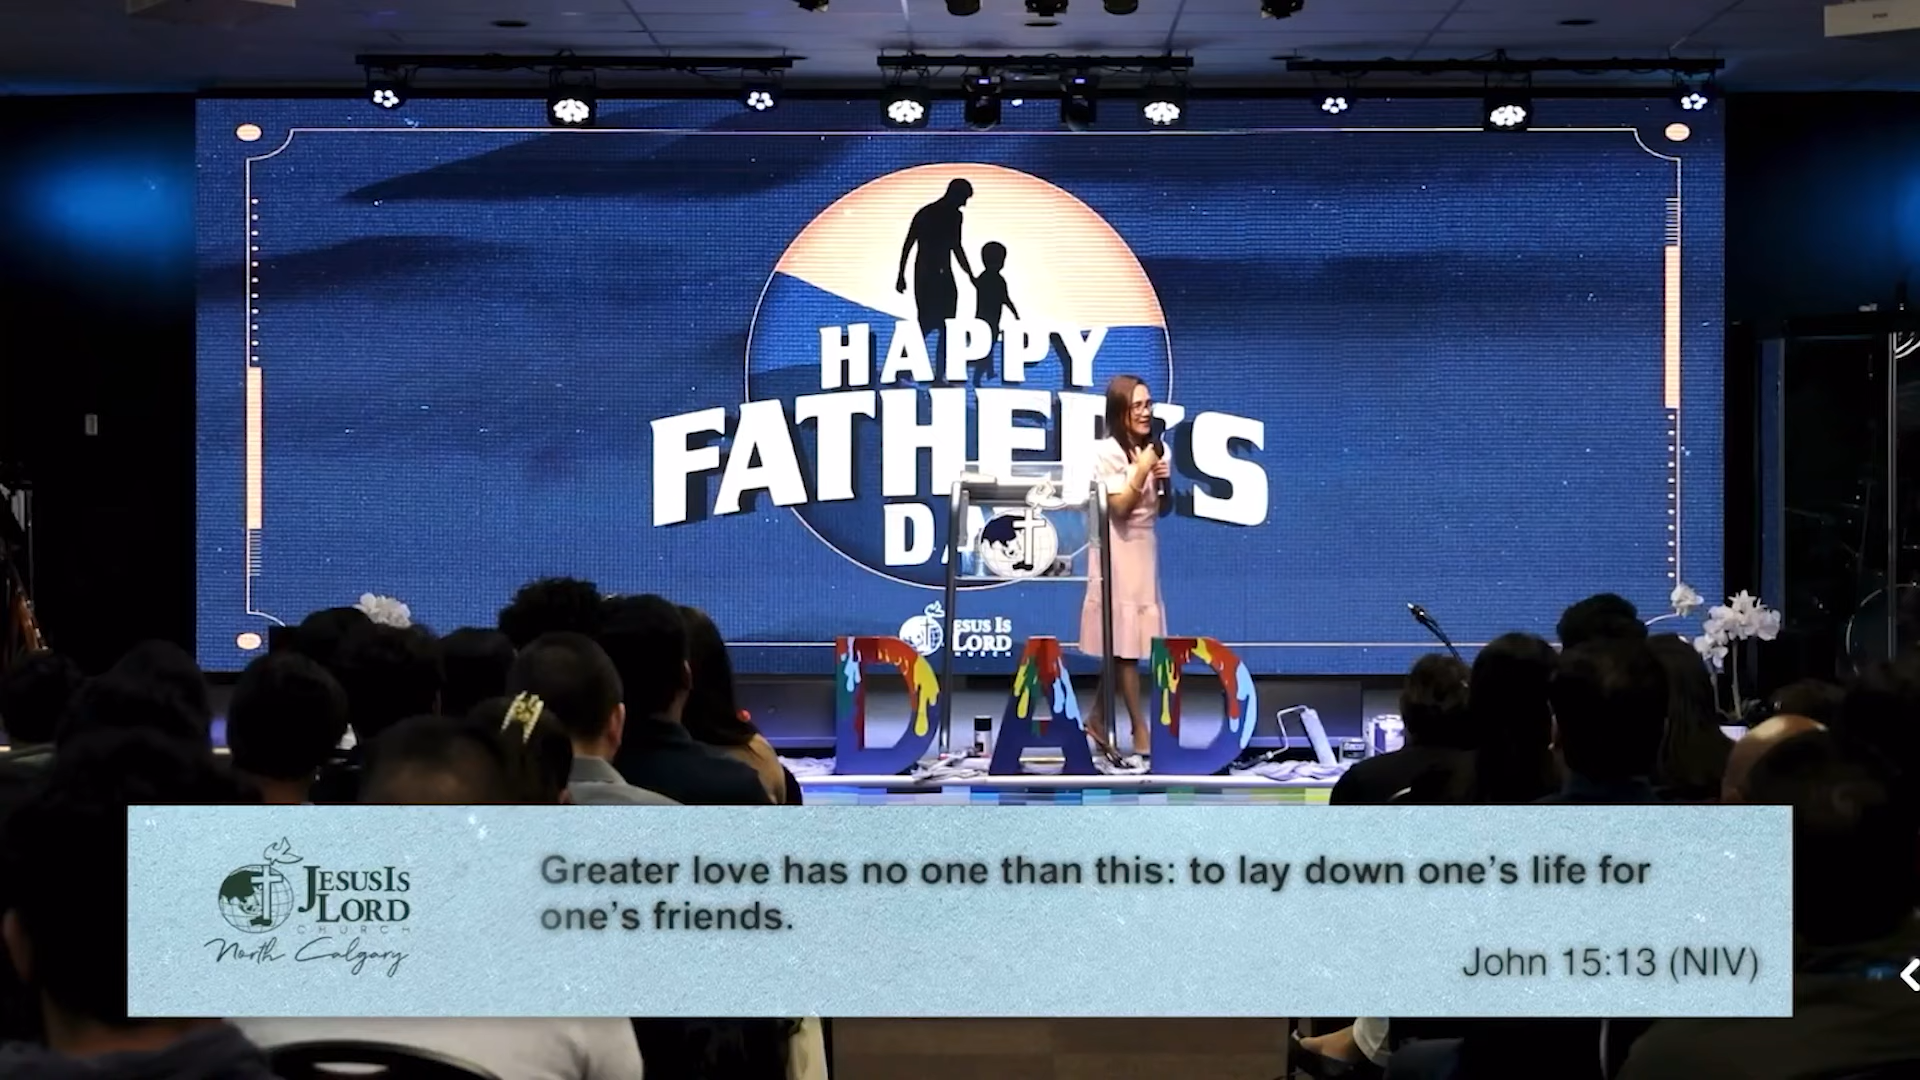 HAPPY
FATHER'S
DA
JESUS IS
LORD
CHURCH
DAD
JESUS IS
LORD
CHURCH
North Calgary
Greater love has no one than this: to lay down one's life for
one's friends.
John 15:13 (NIV)